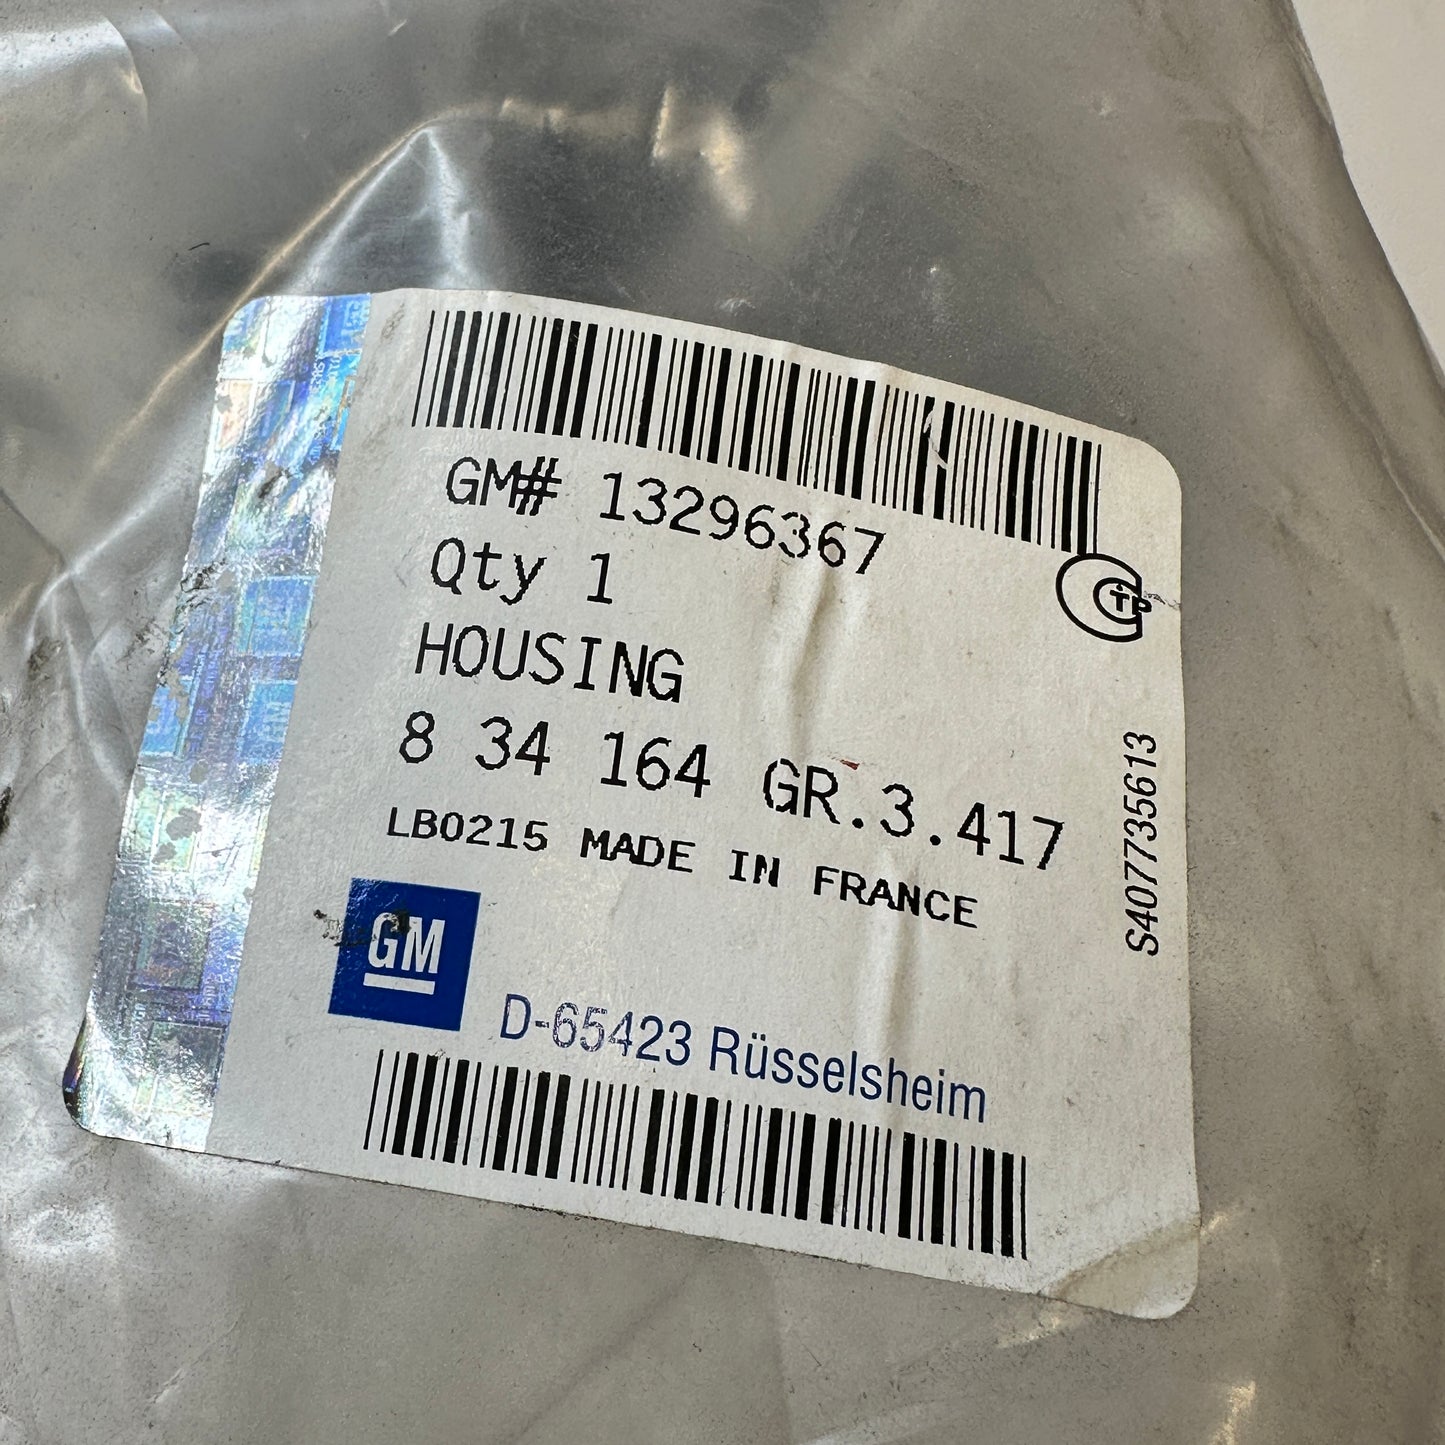 GM# 13296367
Qty 1
HOUSING
8 34 164 GR.3.417
LB0215 MADE IN FRANCE
GM
D-65423 Rüsselsheim
S407735613